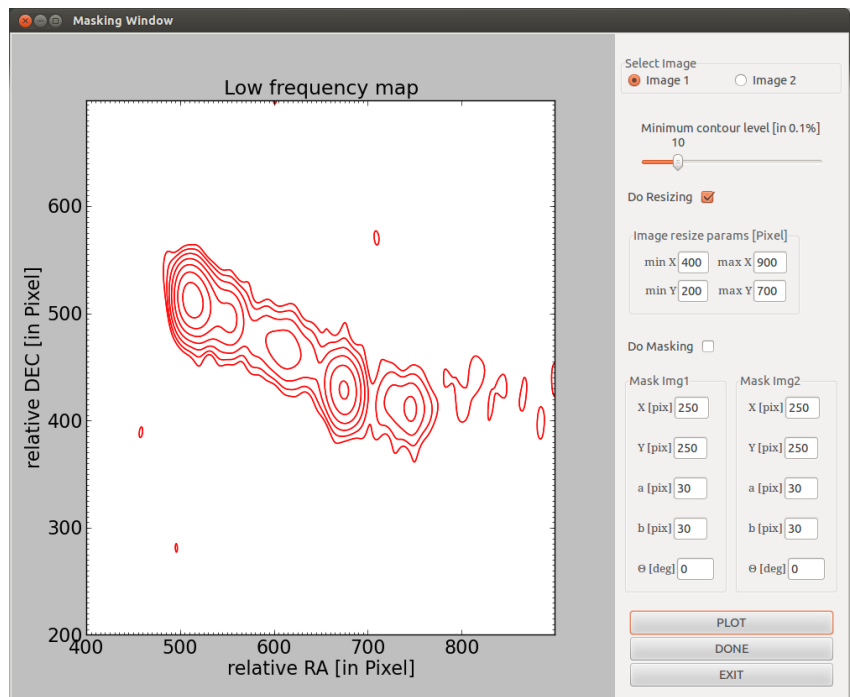 Masking Window
Low frequency map
relative DEC [in Pixel]
600
500
400
300
200
400
500
600
700
800
relative RA [in Pixel]
Select Image
Image 1
Image 2
Minimum contour level [in 0.1%]
10
Do Resizing
Image resize params [Pixel]
min X 400 max X 900
min Y 200 max Y 700
Do Masking
Mask Img1
X [pix] 250
Y [pix] 250
a [pix] 30
b [pix] 30
Θ [deg] 0
Mask Img2
X [pix] 250
Y [pix] 250
a [pix] 30
b [pix] 30
Θ [deg] 0
PLOT
DONE
EXIT